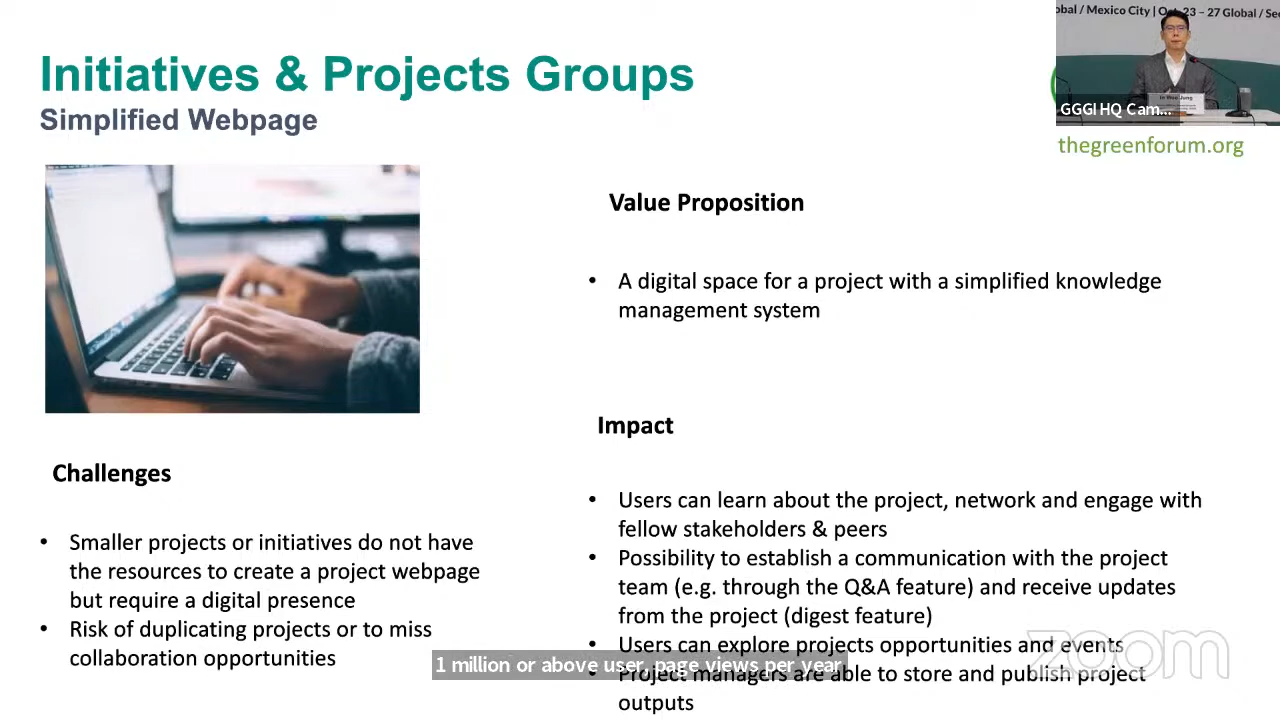 Initiatives & Projects Groups
Simplified Webpage
obal / Mexico City | Oct. 23 – 27 Global / Se
GGGI HQ Cam...
thegreenforum.org
Value Proposition
• A digital space for a project with a simplified knowledge
management system
Impact
• Users can learn about the project, network and engage with
fellow stakeholders & peers
• Possibility to establish a communication with the project
team (e.g. through the Q&A feature) and receive updates
from the project (digest feature)
• Users can explore projects opportunities and events
• Project managers are able to store and publish project
outputs
Challenges
• Smaller projects or initiatives do not have
the resources to create a project webpage
but require a digital presence
• Risk of duplicating projects or to miss
collaboration opportunities
1 million or above user, page views per year
zoom